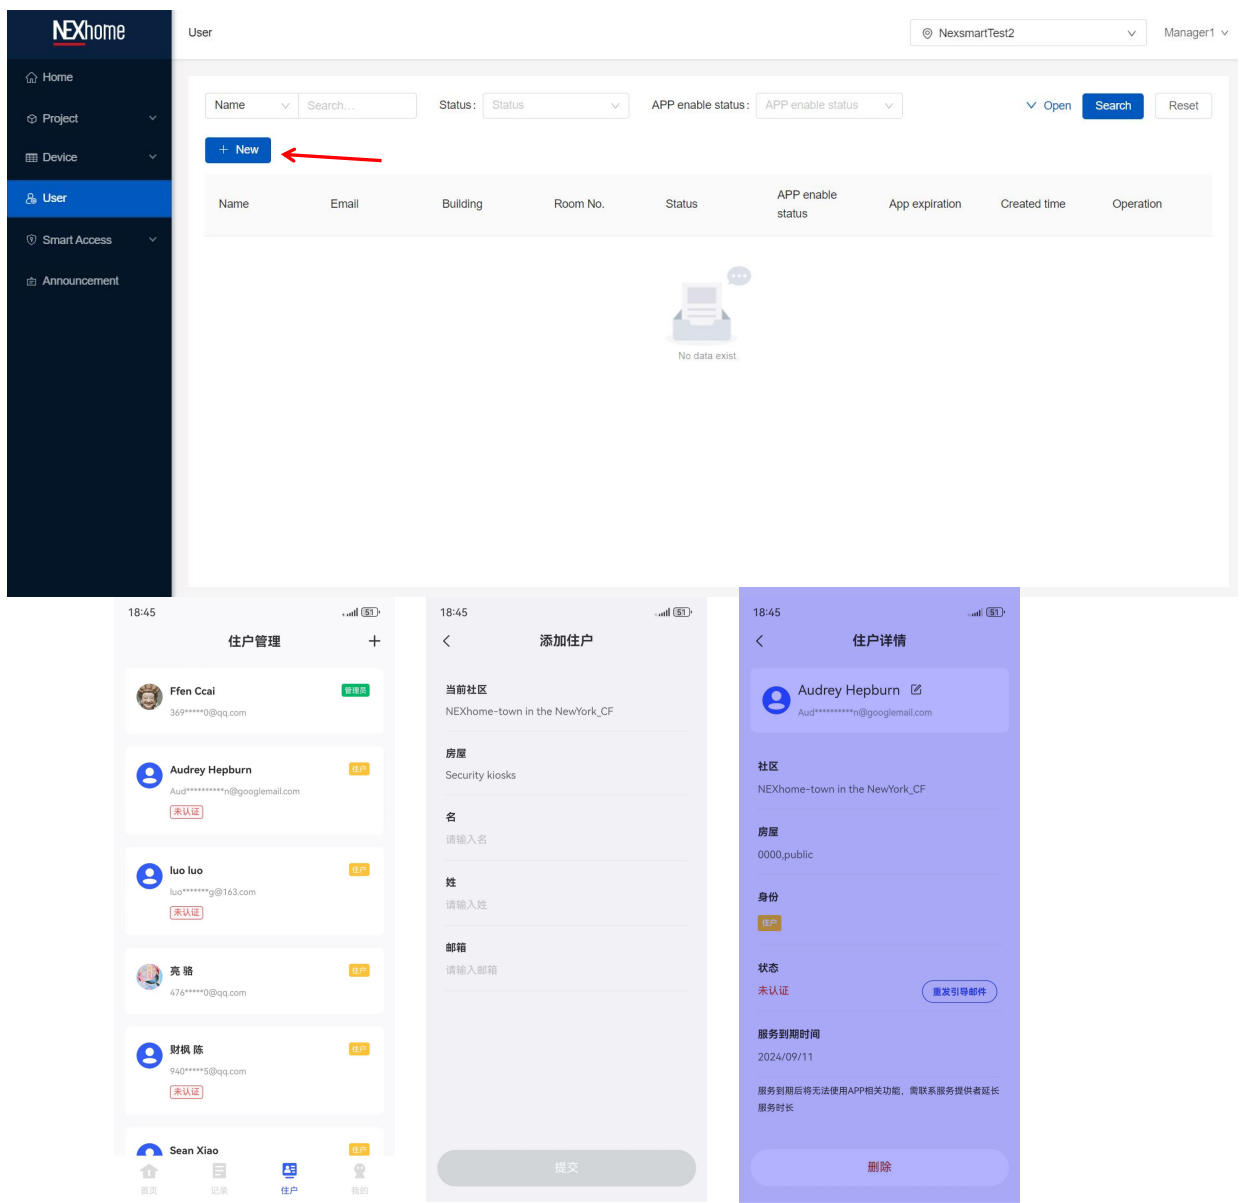 NEXhome
User
NexsmartTest2
Manager1
Home
Project
Device
User
Smart Access
Announcement
Name
Search...
Status:
Status
APP enable status:
APP enable status
Open
Search
Reset
+ New
Name
Email
Building
Room No.
Status
APP enable
status
App expiration
Created time
Operation
No data exist
18:45
51
住户管理
+
Ffen Ccai
管理员
369*****0@qq.com
Audrey Hepburn
住户
Aud**********n@googlemail.com
未认证
luo luo
住户
luo*******g@163.com
未认证
亮 骆
住户
476*****0@qq.com
财枫 陈
住户
940*****5@qq.com
未认证
Sean Xiao
住户
首页
记录
住户
我的
18:45
51
添加住户
当前社区
NEXhome-town in the NewYork_CF
房屋
Security kiosks
名
请输入名
姓
请输入姓
邮箱
请输入邮箱
提交
18:45
51
住户详情
Audrey Hepburn
Aud**********n@googlemail.com
社区
NEXhome-town in the NewYork_CF
房屋
0000,public
身份
住户
状态
未认证
重发引导邮件
服务到期时间
2024/09/11
服务到期后将无法使用APP相关功能，需联系服务提供者延长
服务时长
删除